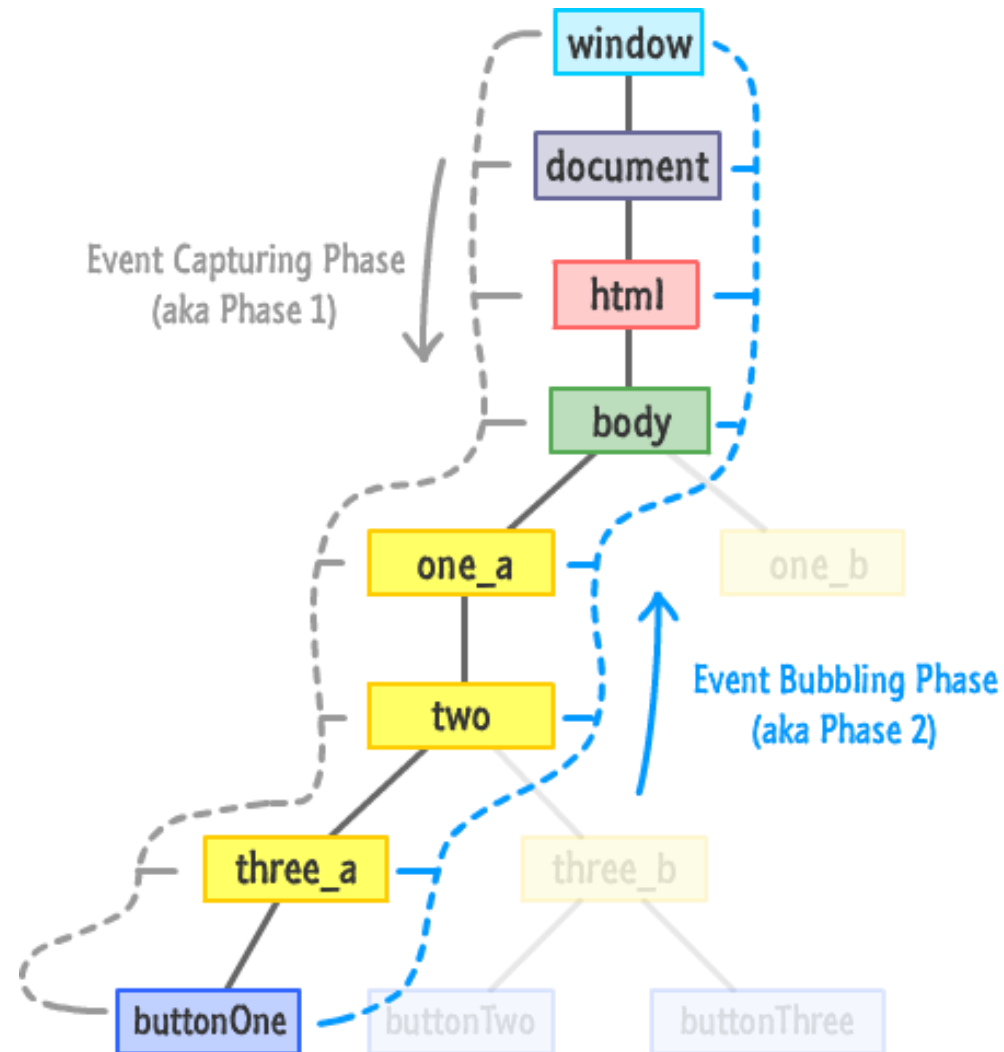 window
document
Event Capturing Phase
(aka Phase 1)
html
body
one_a
one_b
Event Bubbling Phase
(aka Phase 2)
two
three_a
three_b
buttonOne
buttonTwo
buttonThree